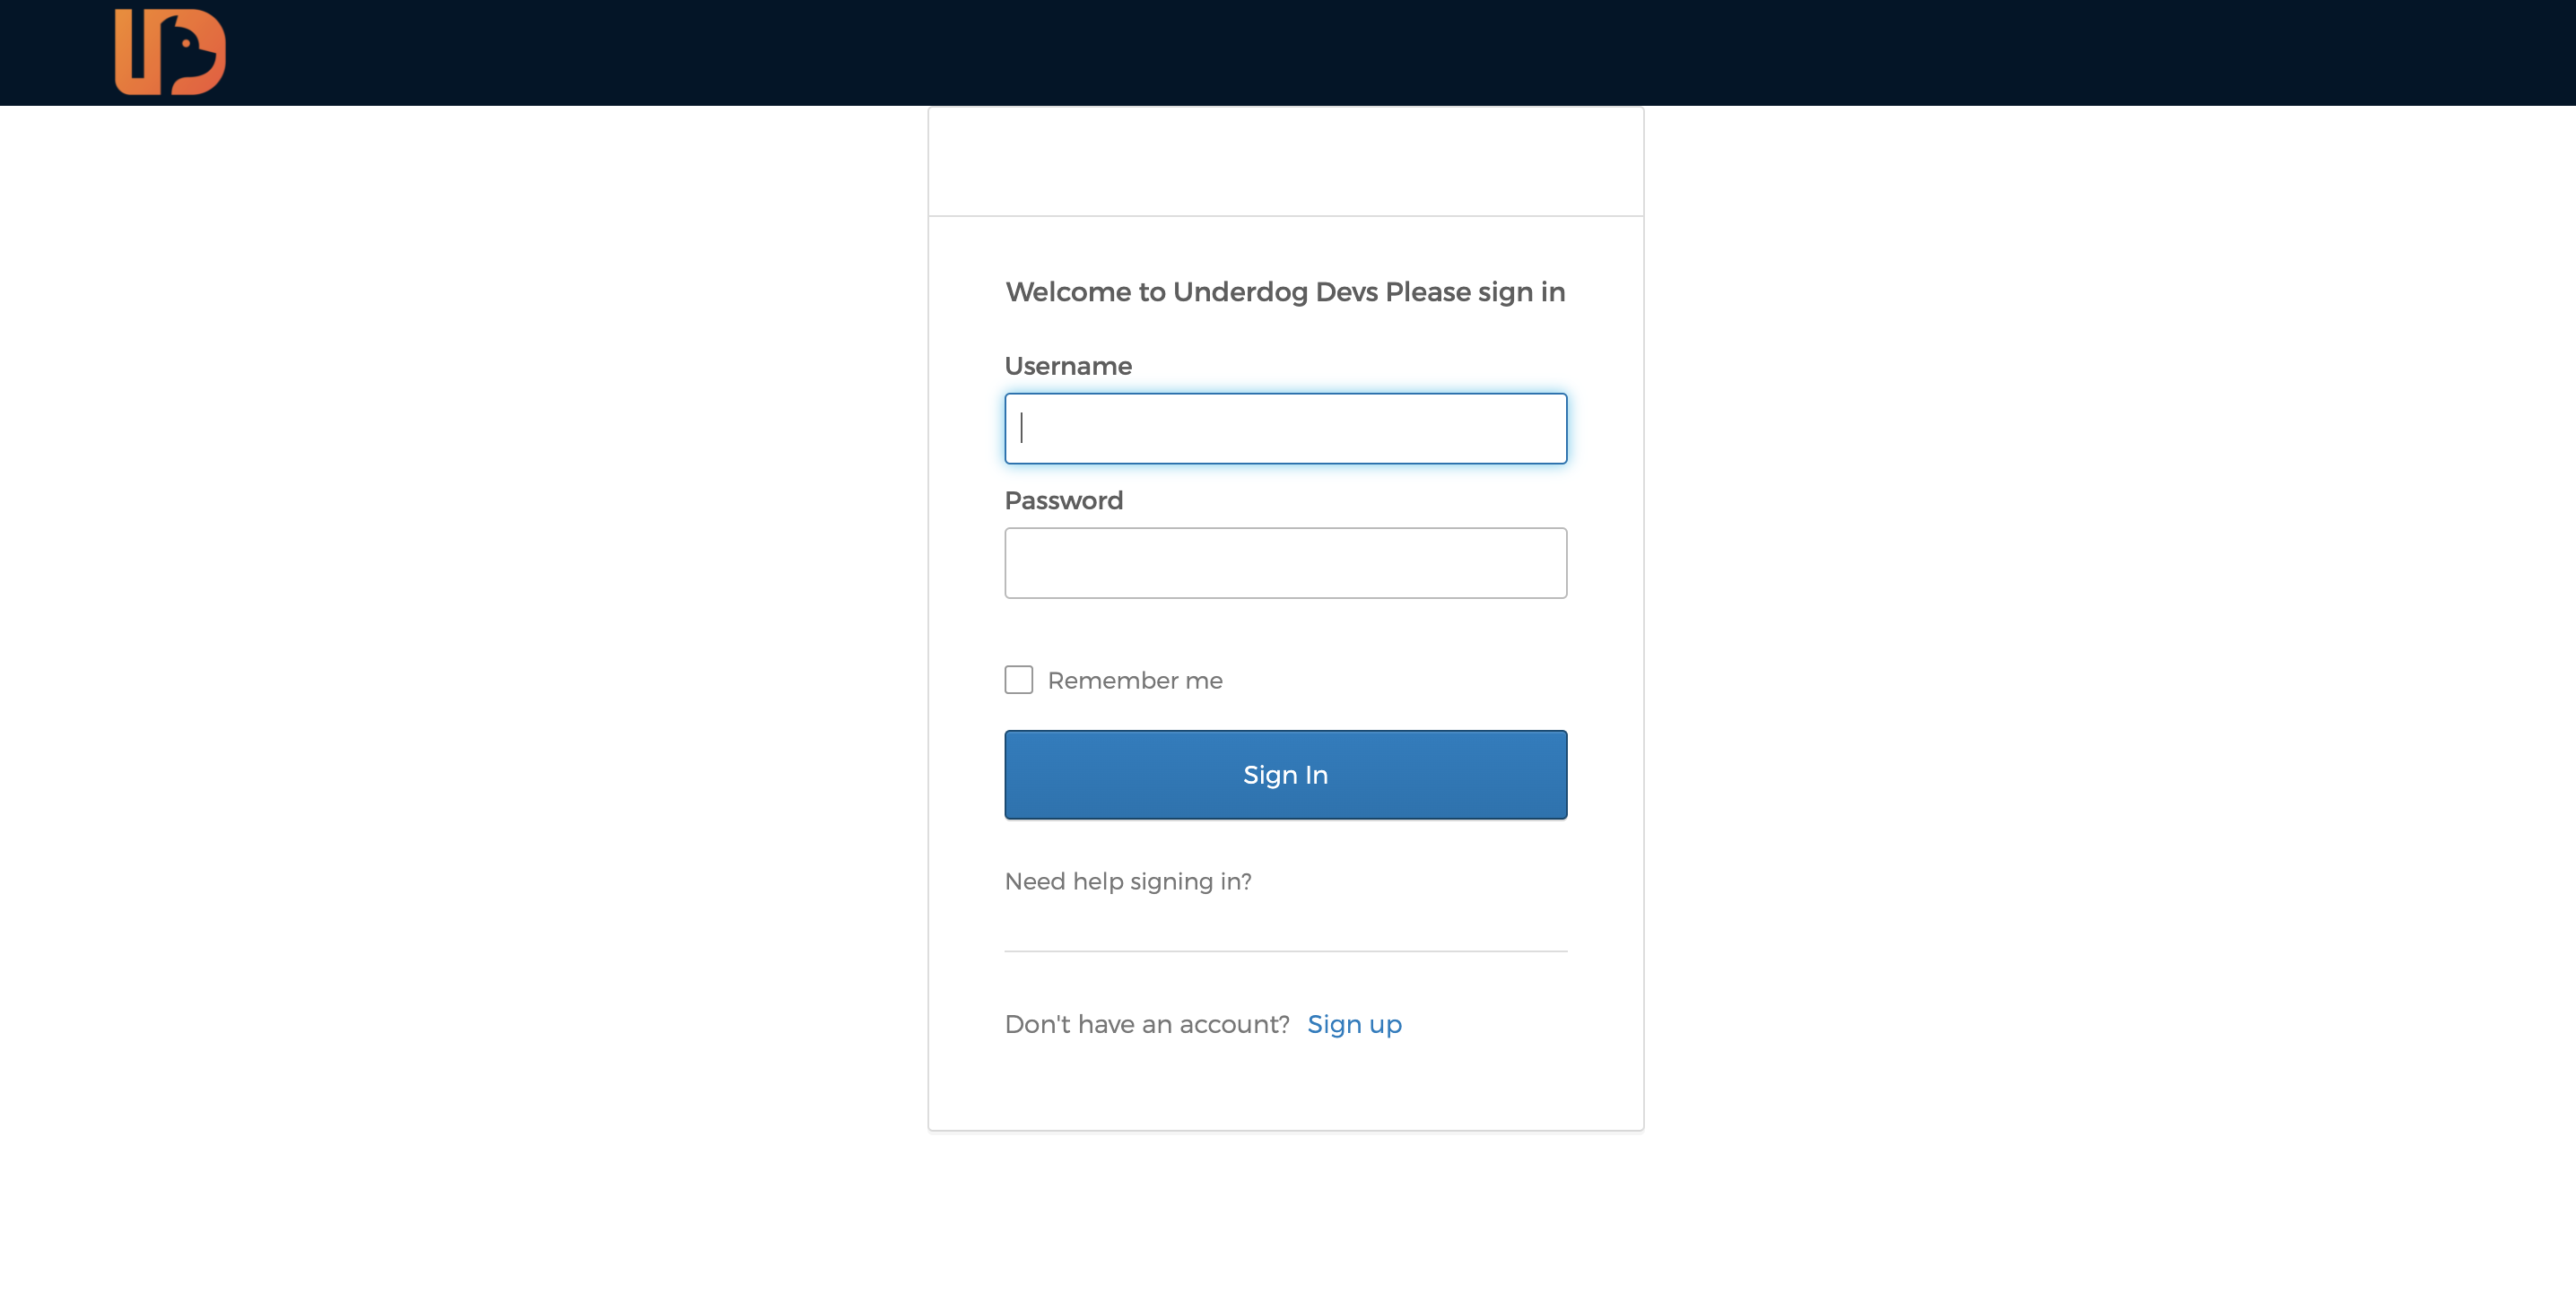 UD
Welcome to Underdog Devs Please sign in
Username
Password
Remember me
Sign In
Need help signing in?
Don't have an account? Sign up